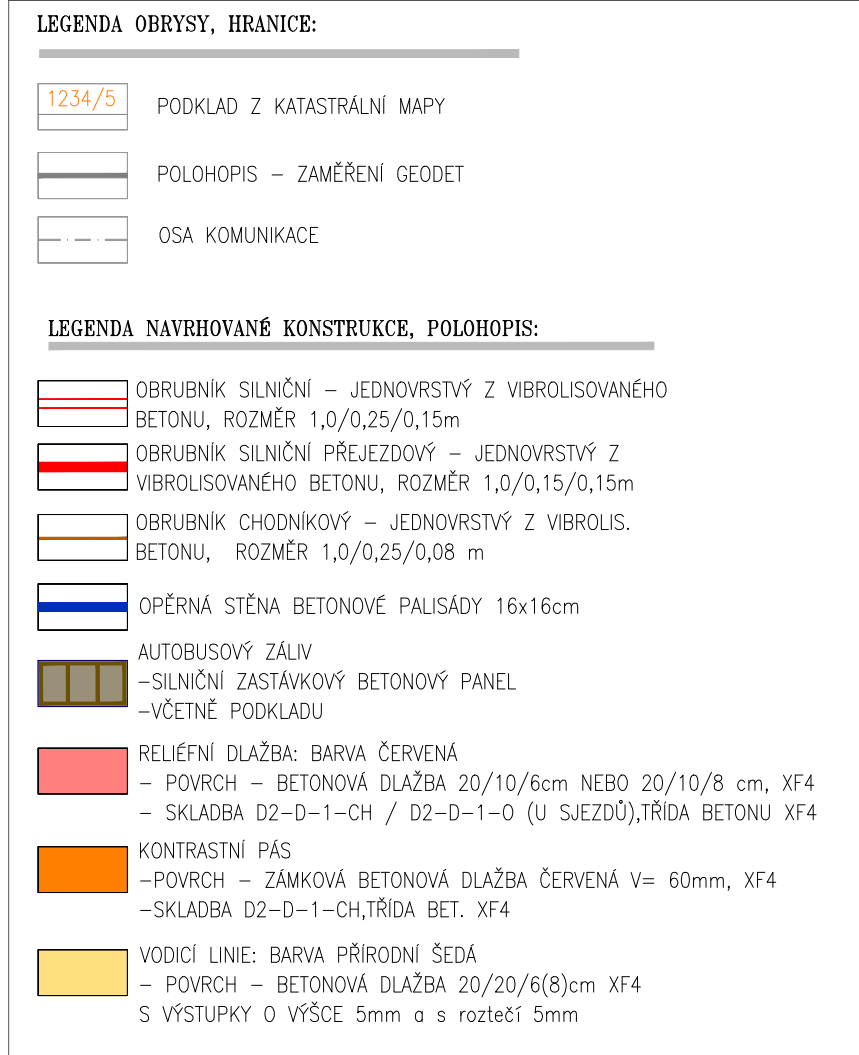 LEGENDA OBRYSY, HRANICE:
1234/5
PODKLAD Z KATASTRÁLNÍ MAPY
POLOHOPIS – ZAMĚŘENÍ GEODET
OSA KOMUNIKACE
LEGENDA NAVRHOVANÉ KONSTRUKCE, POLOHOPIS:
OBRUBNÍK SILNIČNÍ – JEDNOVRSTVÝ Z VIBROLISOVANÉHO
BETONU, ROZMĚR 1,0/0,25/0,15m
OBRUBNÍK SILNIČNÍ PŘEJEZDOVÝ – JEDNOVRSTVÝ Z
VIBROLISOVANÉHO BETONU, ROZMĚR 1,0/0,15/0,15m
OBRUBNÍK CHODNÍKOVÝ – JEDNOVRSTVÝ Z VIBROLIS.
BETONU, ROZMĚR 1,0/0,25/0,08 m
OPĚRNÁ STĚNA BETONOVÉ PALISÁDY 16x16cm
AUTOBUSOVÝ ZÁLIV
–SILNIČNÍ ZASTÁVKOVÝ BETONOVÝ PANEL
–VČETNĚ PODKLADU
RELIÉFNÍ DLAŽBA: BARVA ČERVENÁ
– POVRCH – BETONOVÁ DLAŽBA 20/10/6cm NEBO 20/10/8 cm, XF4
– SKLADBA D2–D–1–CH / D2–D–1–O (U SJEZDŮ),TŘÍDA BETONU XF4
KONTRASTNÍ PÁS
–POVRCH – ZÁMKOVÁ BETONOVÁ DLAŽBA ČERVENÁ V= 60mm, XF4
–SKLADBA D2–D–1–CH,TŘÍDA BET. XF4
VODICÍ LINIE: BARVA PŘÍRODNÍ ŠEDÁ
– POVRCH – BETONOVÁ DLAŽBA 20/20/6(8)cm XF4
S VÝSTUPKY O VÝŠCE 5mm a s roztečí 5mm